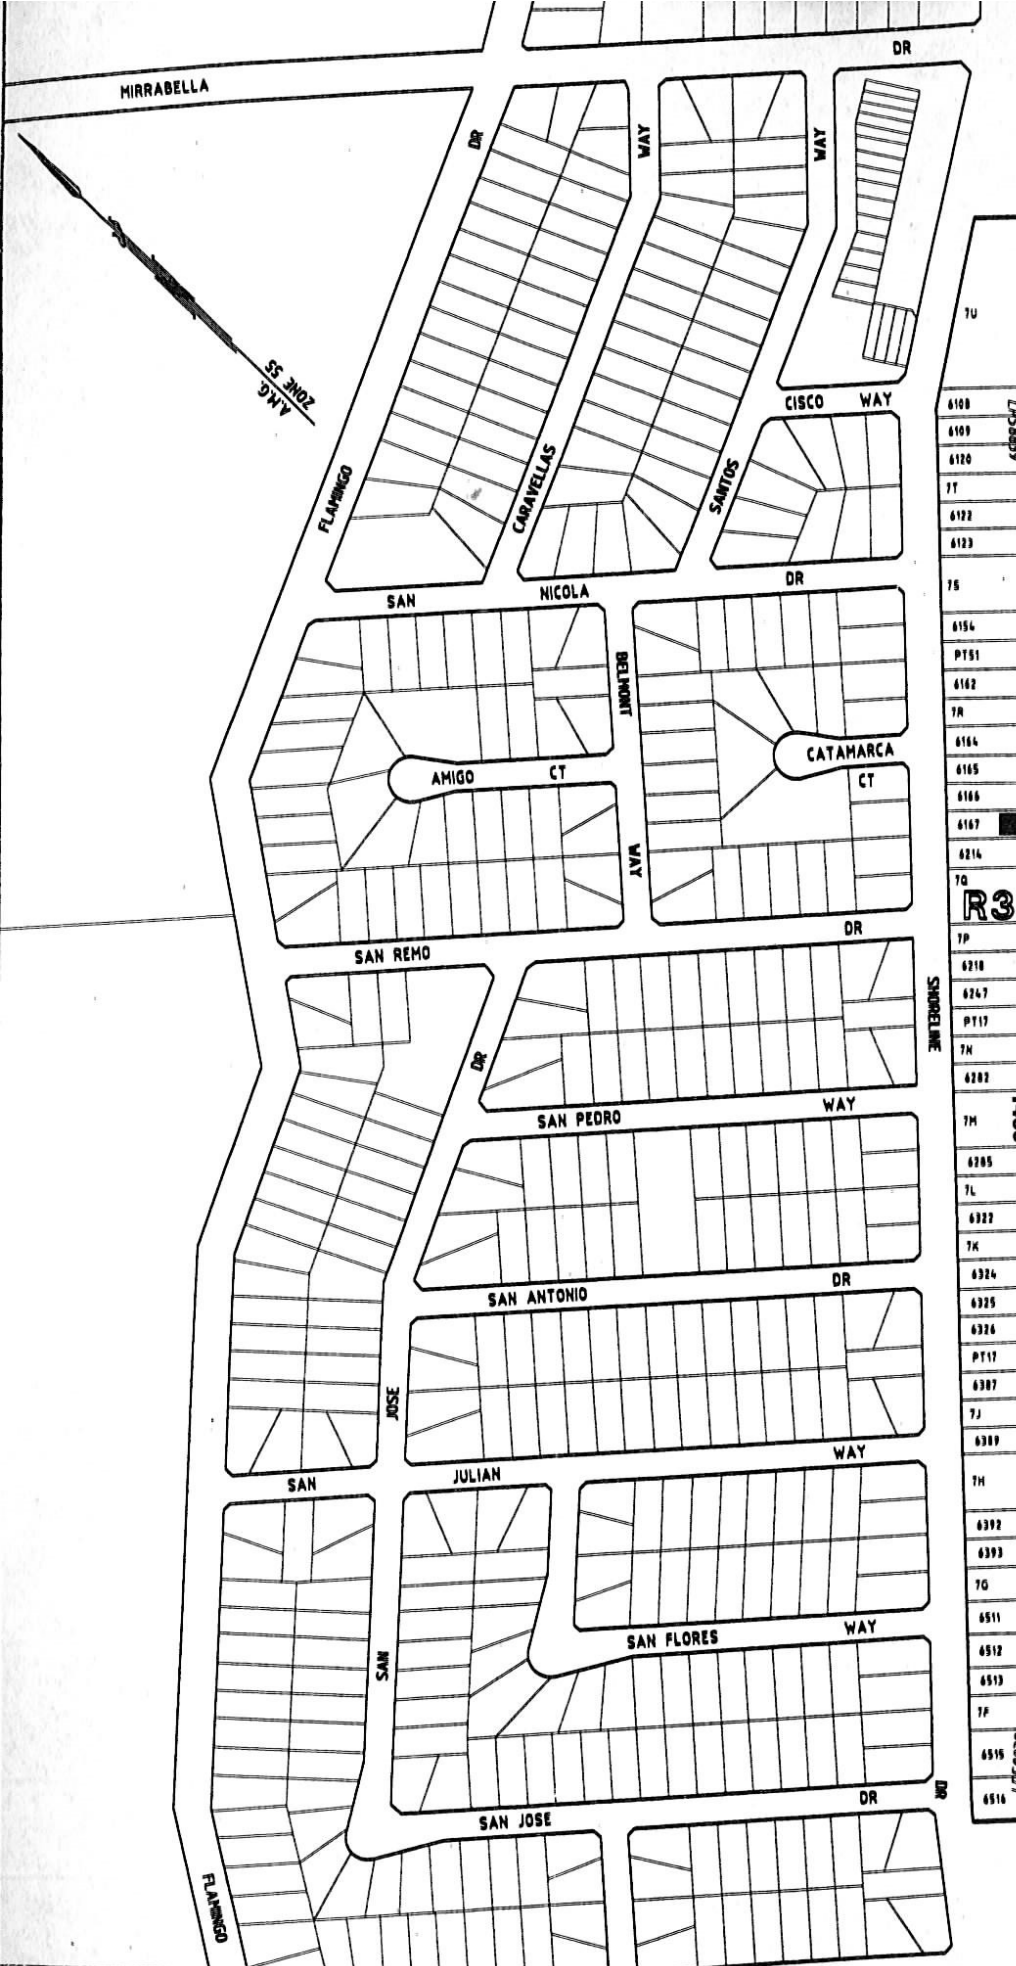 DR
MIRRABELLA
DR
WAY
WAY
A.M.G.
ZONE 55
7U
CISCO WAY
6108
6109
6120
FLAMINGO
CARAVELLAS
SANTOS
7T
6122
6123
SAN NICOLA DR
7S
6154
BELMONT
PT51
6162
7R
6164
CATAMARCA
CT
AMIGO CT
6165
6166
6167
WAY
6214
7Q
R3
SAN REMO DR
7P
6218
6247
SHORELINE
PT17
7N
DR
6282
SAN PEDRO WAY
7M
6285
7L
6322
7K
SAN ANTONIO DR
6324
6325
6326
PT17
JOSE
6387
7J
6389
SAN JULIAN WAY
7H
6392
6393
7G
6511
SAN FLORES WAY
6512
SAN
6513
7F
6515
DR
6516
SAN JOSE DR
FLAMINGO